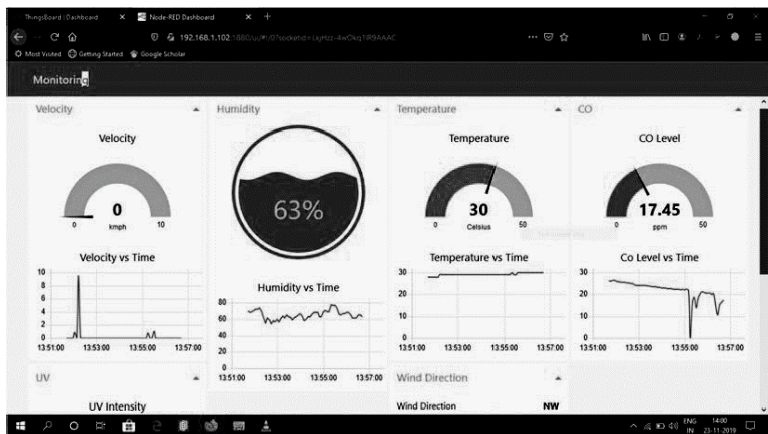 ThingsBoard | Dashboard
Node-RED Dashboard
Most Visited Getting Started Google Scholar
Monitoring
Velocity
Velocity
0
kmph
0 10
Velocity vs Time
10
8
6
4
2
0
13:51:00 13:53:00 13:55:00 13:57:00
Humidity
63%
Humidity vs Time
80
60
40
20
0
13:51:00 13:53:00 13:55:00 13:57:00
Temperature
Temperature
30
Celsius
0 50
Temperature vs Time
30
20
10
0
13:51:00 13:53:00 13:55:00 13:57:00
CO
CO Level
17.45
ppm
0 50
Co Level vs Time
30
20
10
0
13:51:00 13:53:00 13:55:00 13:57:00
UV
UV Intensity
Wind Direction
Wind Direction NW
ENG
IN
14:00
23-11-2019